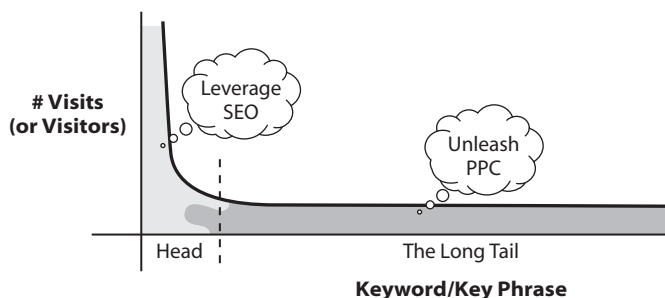 Leverage
SEO
# Visits
(or Visitors)
Unleash
PPC
Head
The Long Tail
Keyword/Key Phrase